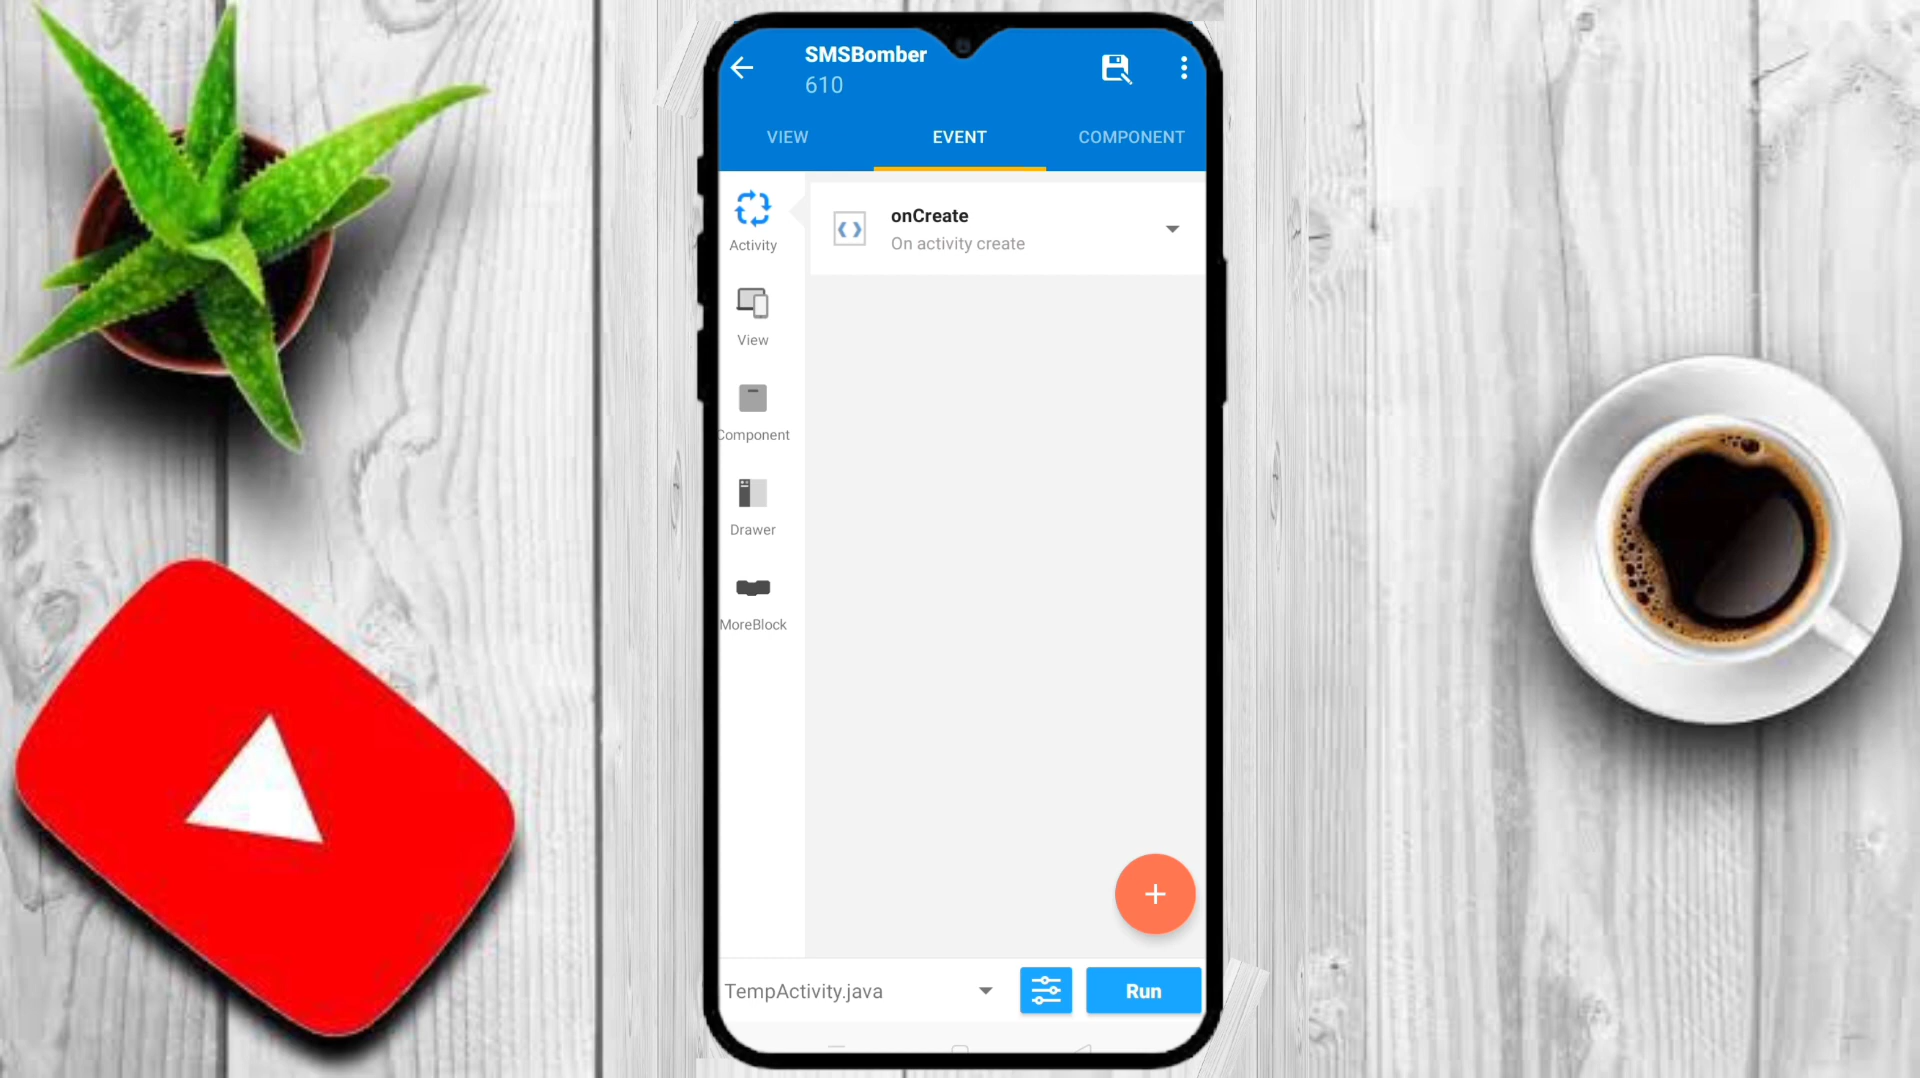 SMSBomber
610
VIEW
EVENT
COMPONENT
Activity
onCreate
On activity create
View
Component
Drawer
MoreBlock
TempActivity.java
Run